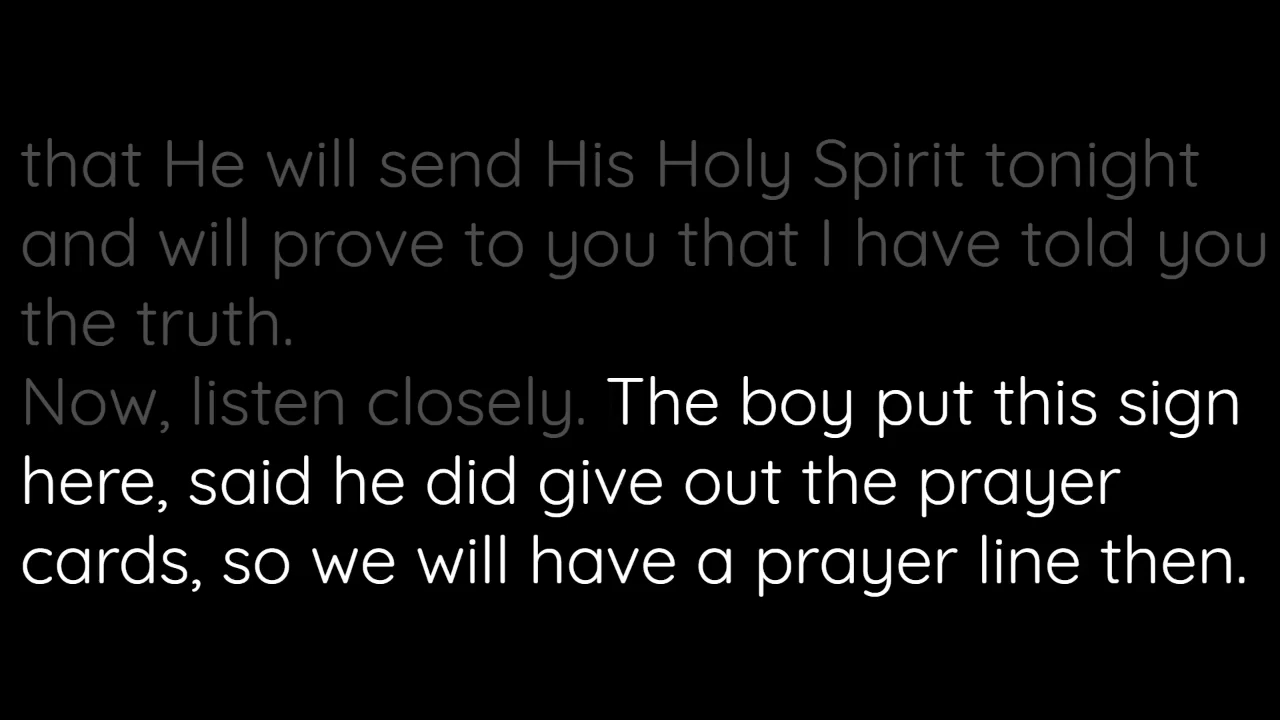 that He will send His Holy Spirit tonight
and will prove to you that I have told you
the truth.
Now, listen closely. The boy put this sign
here, said he did give out the prayer
cards, so we will have a prayer line then.